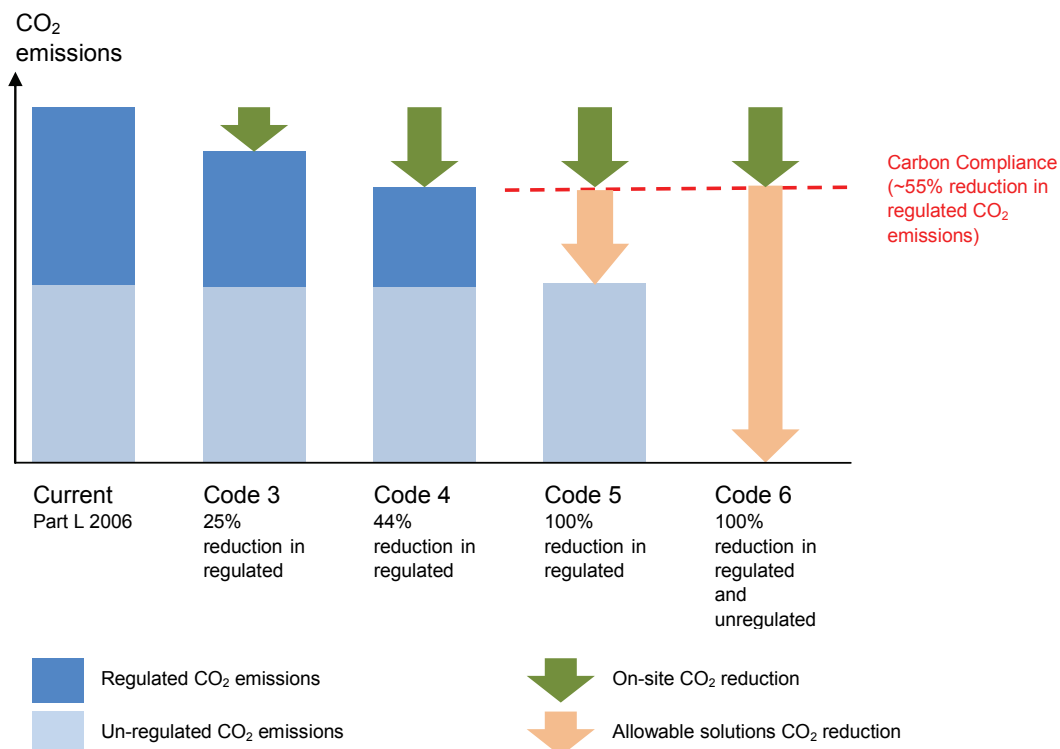 CO₂
emissions
Carbon Compliance
(~55% reduction in
regulated CO₂
emissions)
Current
Part L 2006
Code 3
25%
reduction in
regulated
Code 4
44%
reduction in
regulated
Code 5
100%
reduction in
regulated
Code 6
100%
reduction in
regulated
and
unregulated
Regulated CO₂ emissions
On-site CO₂ reduction
Un-regulated CO₂ emissions
Allowable solutions CO₂ reduction